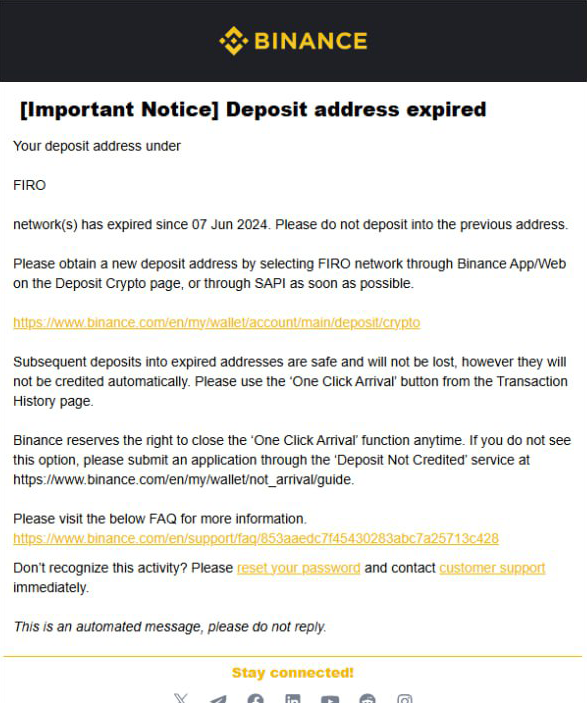 BINANCE
[Important Notice] Deposit address expired
Your deposit address under
FIRO
network(s) has expired since 07 Jun 2024. Please do not deposit into the previous address.
Please obtain a new deposit address by selecting FIRO network through Binance App/Web
on the Deposit Crypto page, or through SAPI as soon as possible.
https://www.binance.com/en/my/wallet/account/main/deposit/crypto
Subsequent deposits into expired addresses are safe and will not be lost, however they will
not be credited automatically. Please use the ‘One Click Arrival’ button from the Transaction
History page.
Binance reserves the right to close the ‘One Click Arrival’ function anytime. If you do not see
this option, please submit an application through the ‘Deposit Not Credited’ service at
https://www.binance.com/en/my/wallet/not_arrival/guide.
Please visit the below FAQ for more information.
https://www.binance.com/en/support/faq/853aaedc7f45430283abc7a25713c428
Don’t recognize this activity? Please reset your password and contact customer support
immediately.
This is an automated message, please do not reply.
Stay connected!